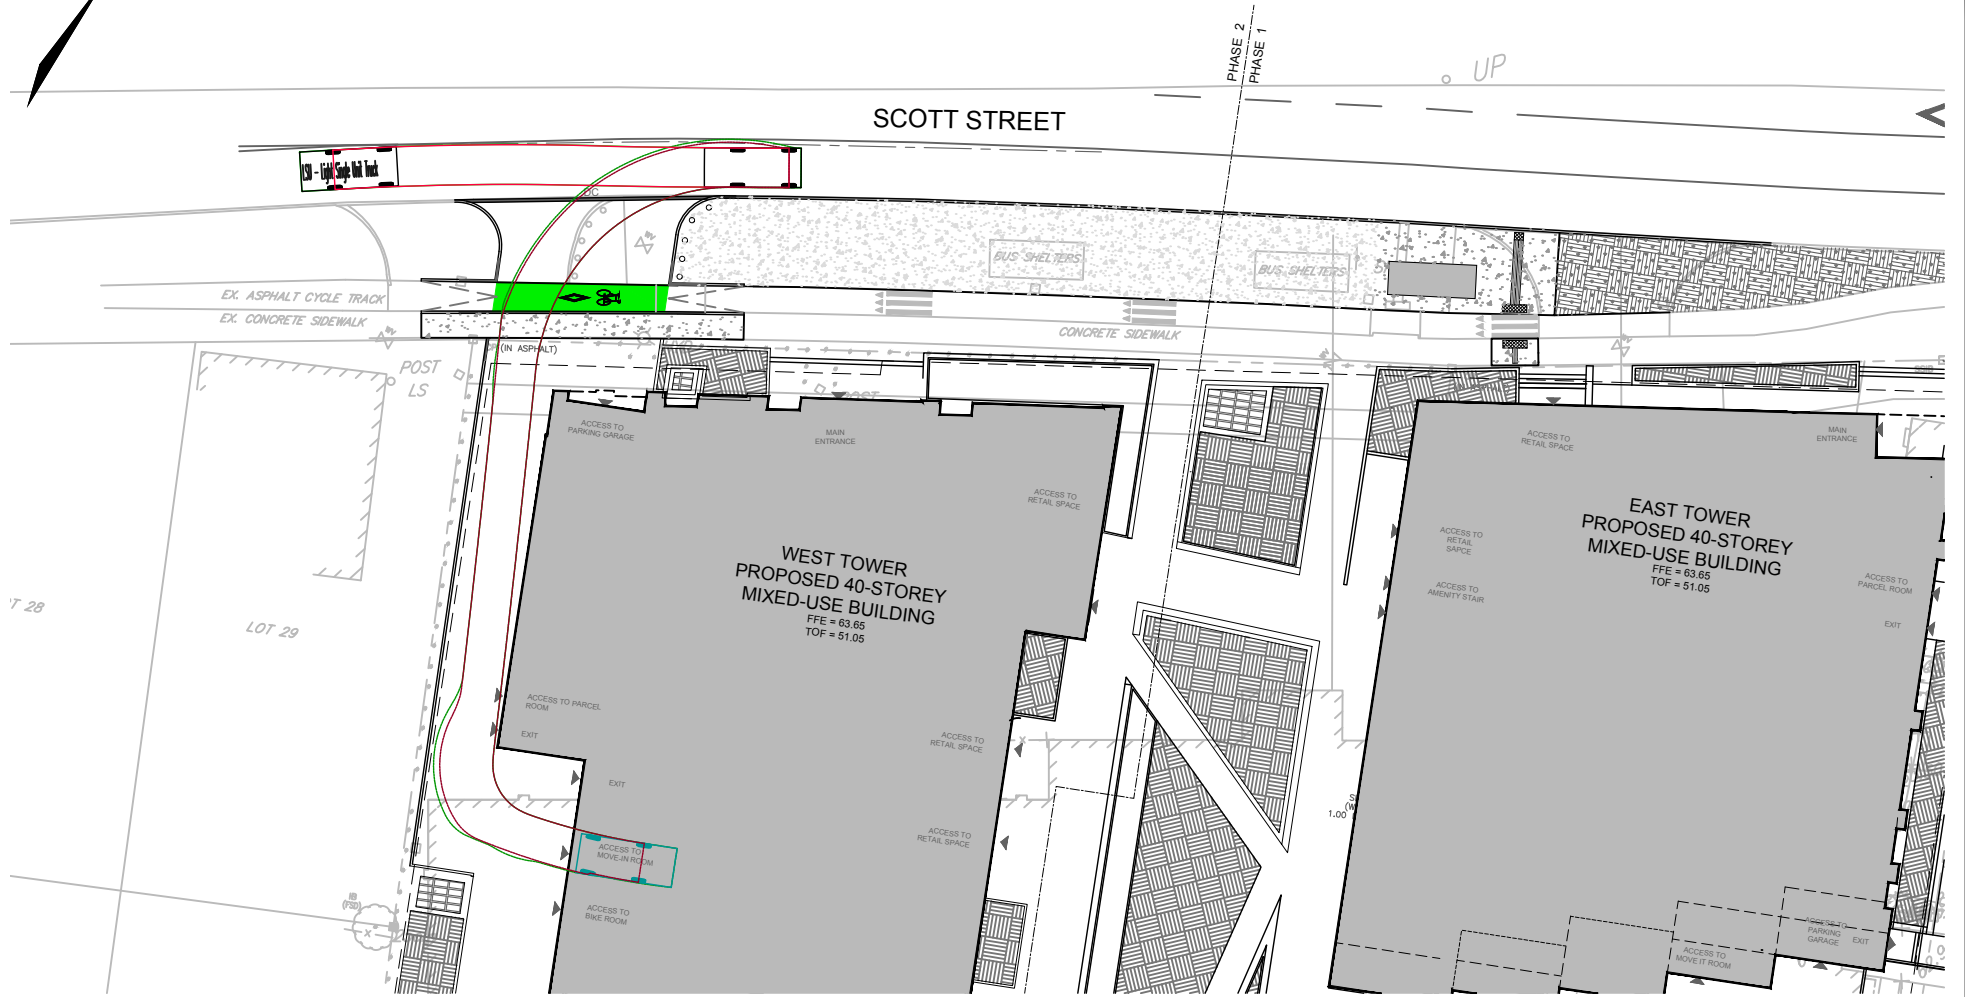 PHASE 2
PHASE 1
UP
SCOTT STREET
LSU - Light Single Unit Truck
DC
BUS SHELTERS
BUS SHELTERS
EX. ASPHALT CYCLE TRACK
EX. CONCRETE SIDEWALK
CONCRETE SIDEWALK
(IN ASPHALT)
POST
LS
POST
ACCESS TO
PARKING GARAGE
MAIN
ENTRANCE
ACCESS TO
RETAIL SPACE
ACCESS TO
RETAIL SPACE
MAIN
ENTRANCE
WEST TOWER
PROPOSED 40-STOREY
MIXED-USE BUILDING
FFE = 63.65
TOF = 51.05
EAST TOWER
PROPOSED 40-STOREY
MIXED-USE BUILDING
FFE = 63.65
TOF = 51.05
ACCESS TO
RETAIL
SAPCE
ACCESS TO
AMENITY STAIR
ACCESS TO
PARCEL ROOM
EXIT
LOT 29
ACCESS TO PARCEL
ROOM
EXIT
EXIT
ACCESS TO
RETAIL SPACE
ACCESS TO
RETAIL SPACE
1.00
ACCESS TO
MOVE-IN ROOM
ACCESS TO
BIKE ROOM
ACCESS TO
PARKING
GARAGE
EXIT
ACCESS TO
MOVE IT ROOM